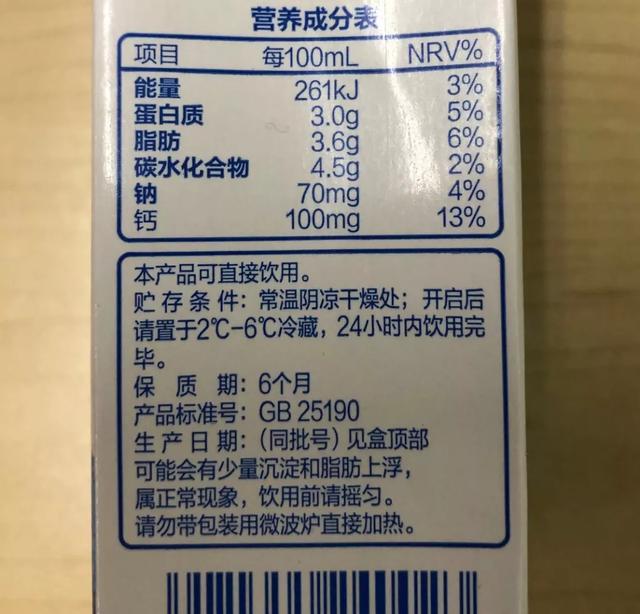 营养成分表
项目 每100mL NRV%
能量 261kJ 3%
蛋白质 3.0g 5%
脂肪 3.6g 6%
碳水化合物 4.5g 2%
钠 70mg 4%
钙 100mg 13%
本产品可直接饮用。
贮存条件：常温阴凉干燥处；开启后
请置于2℃-6℃冷藏，24小时内饮用完
毕。
保质期：6个月
产品标准号：GB 25190
生产日期：（同批号）见盒顶部
可能会有少量沉淀和脂肪上浮，
属正常现象，饮用前请摇匀。
请勿带包装用微波炉直接加热。